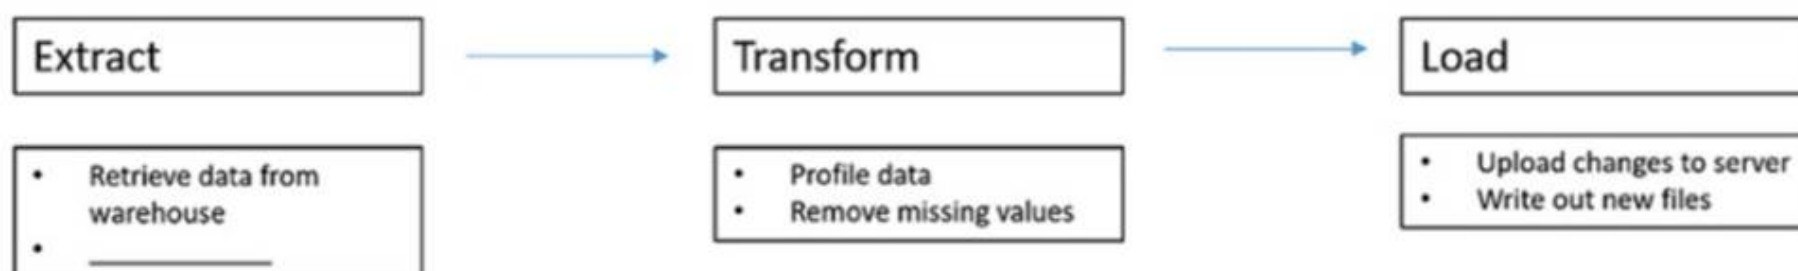 Extract
Transform
Load
• Retrieve data from
warehouse
• __________
• Profile data
• Remove missing values
• Upload changes to server
• Write out new files